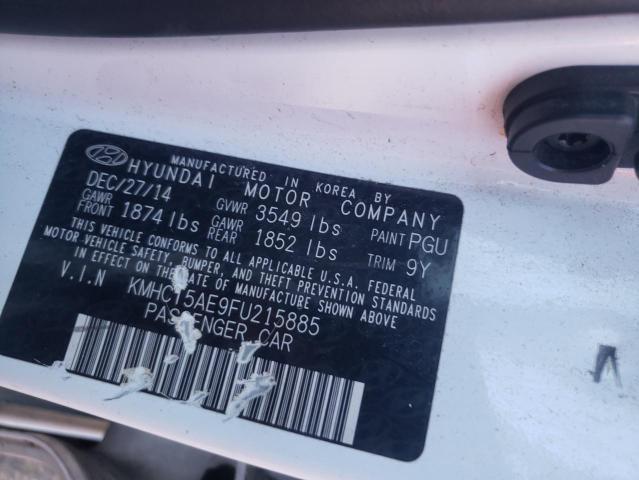 MANUFACTURED IN KOREA BY
HYUNDAI MOTOR COMPANY
DEC/27/14 GVWR 3549 lbs PAINT PGU
GAWR FRONT 1874 lbs GAWR REAR 1852 lbs TRIM 9Y
THIS VEHICLE CONFORMS TO ALL APPLICABLE U.S.A. FEDERAL
MOTOR VEHICLE SAFETY, BUMPER, AND THEFT PREVENTION STANDARDS
IN EFFECT ON THE DATE OF MANUFACTURE SHOWN ABOVE
V.I.N KMHCT5AE9FU215885
PASSENGER CAR